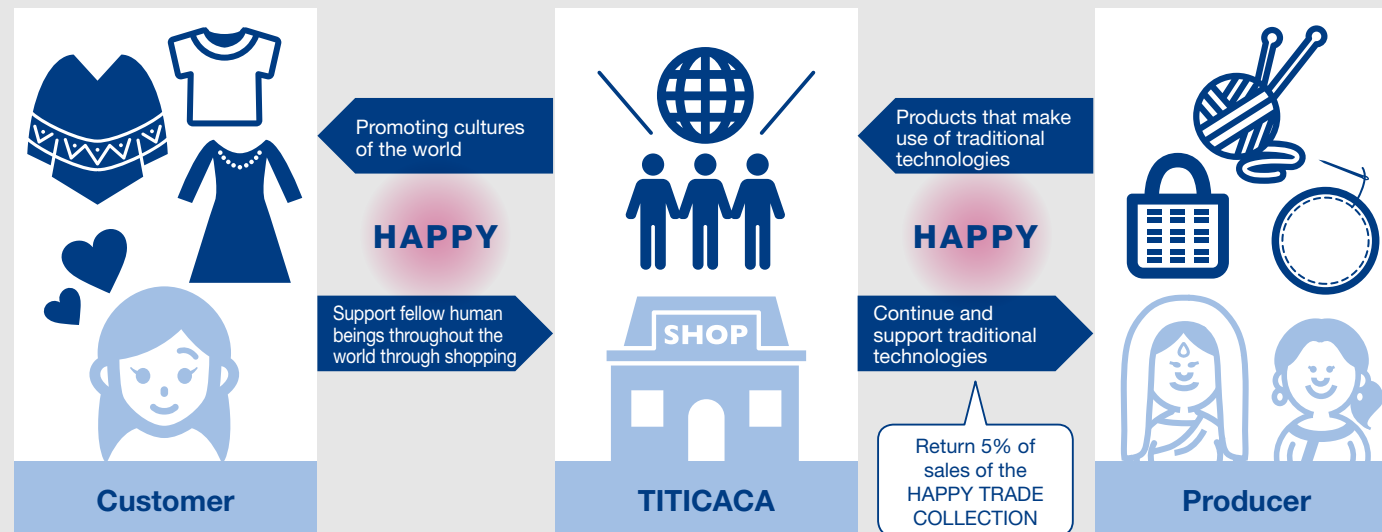 Promoting cultures
of the world
HAPPY
Support fellow human
beings throughout the
world through shopping
Customer
SHOP
TITICACA
Products that make
use of traditional
technologies
HAPPY
Continue and
support traditional
technologies
Return 5% of
sales of the
HAPPY TRADE
COLLECTION
Producer